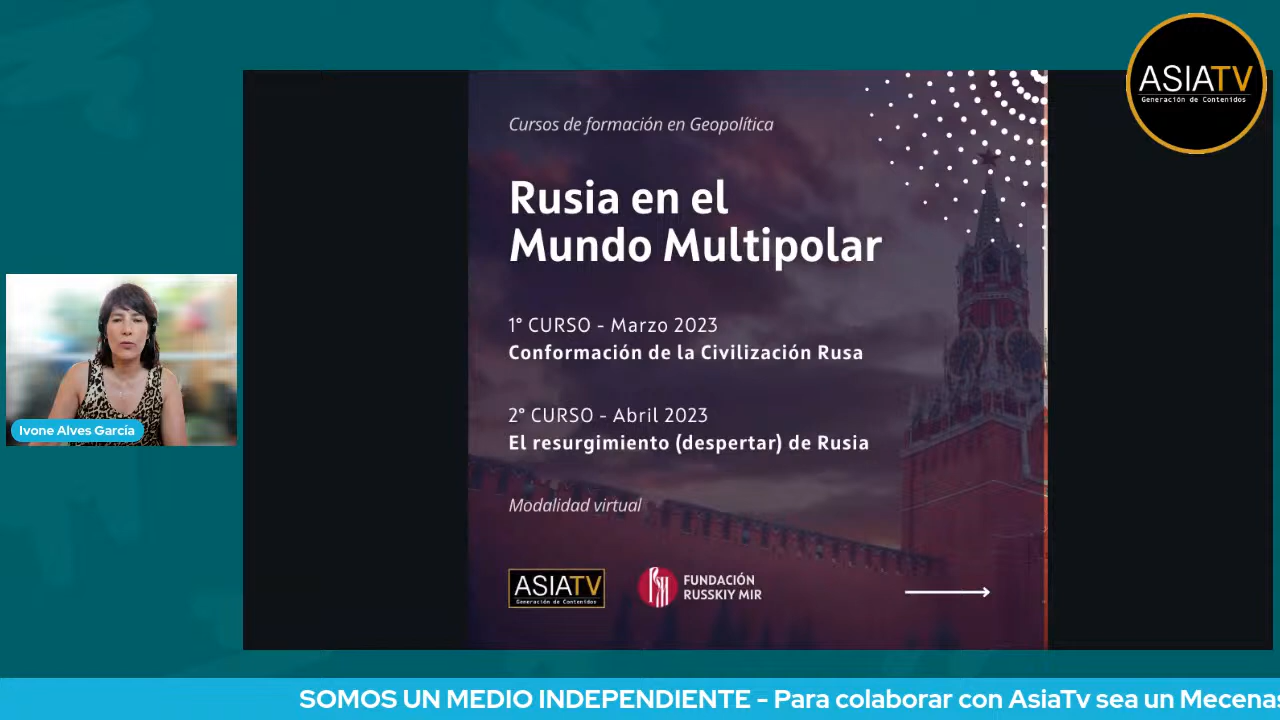 ASIATV
Generación de Contenidos
Cursos de formación en Geopolítica
Rusia en el
Mundo Multipolar
1° CURSO - Marzo 2023
Conformación de la Civilización Rusa
2° CURSO - Abril 2023
El resurgimiento (despertar) de Rusia
Modalidad virtual
ASIATV
Generación de Contenidos
FUNDACIÓN
RUSSKIY MIR
Ivone Alves García
SOMOS UN MEDIO INDEPENDIENTE - Para colaborar con AsiaTv sea un Mecenas